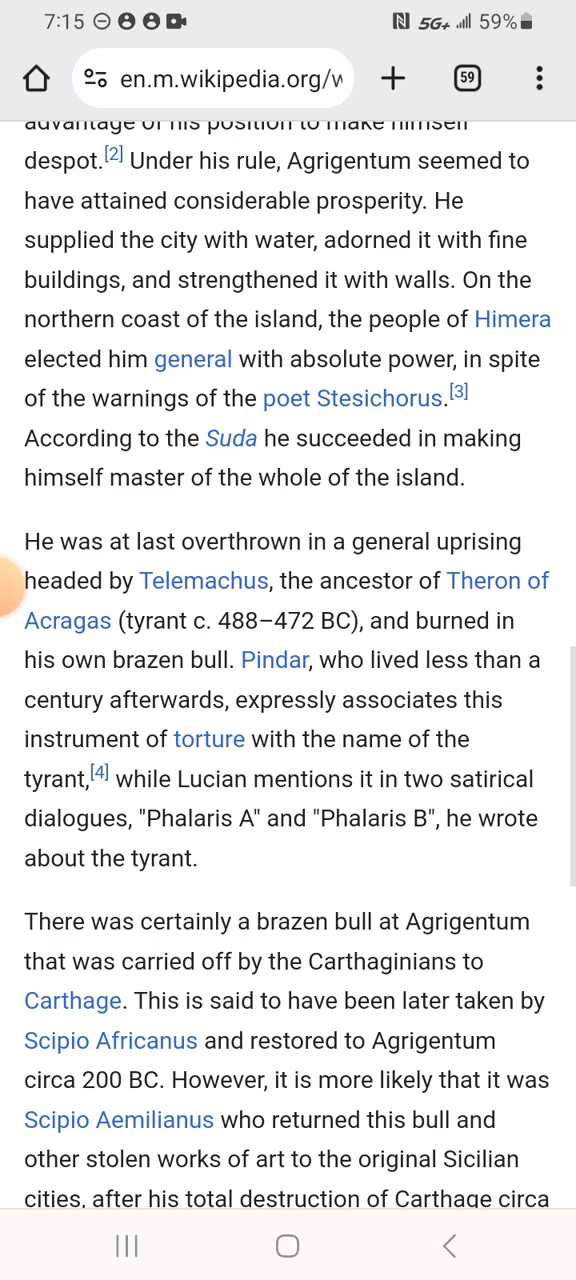 7:15
5G+ 59%
en.m.wikipedia.org/w
59
advantage of his position to make himself
despot.[2] Under his rule, Agrigentum seemed to
have attained considerable prosperity. He
supplied the city with water, adorned it with fine
buildings, and strengthened it with walls. On the
northern coast of the island, the people of Himera
elected him general with absolute power, in spite
of the warnings of the poet Stesichorus.[3]
According to the Suda he succeeded in making
himself master of the whole of the island.
He was at last overthrown in a general uprising
headed by Telemachus, the ancestor of Theron of
Acragas (tyrant c. 488–472 BC), and burned in
his own brazen bull. Pindar, who lived less than a
century afterwards, expressly associates this
instrument of torture with the name of the
tyrant,[4] while Lucian mentions it in two satirical
dialogues, "Phalaris A" and "Phalaris B", he wrote
about the tyrant.
There was certainly a brazen bull at Agrigentum
that was carried off by the Carthaginians to
Carthage. This is said to have been later taken by
Scipio Africanus and restored to Agrigentum
circa 200 BC. However, it is more likely that it was
Scipio Aemilianus who returned this bull and
other stolen works of art to the original Sicilian
cities, after his total destruction of Carthage circa